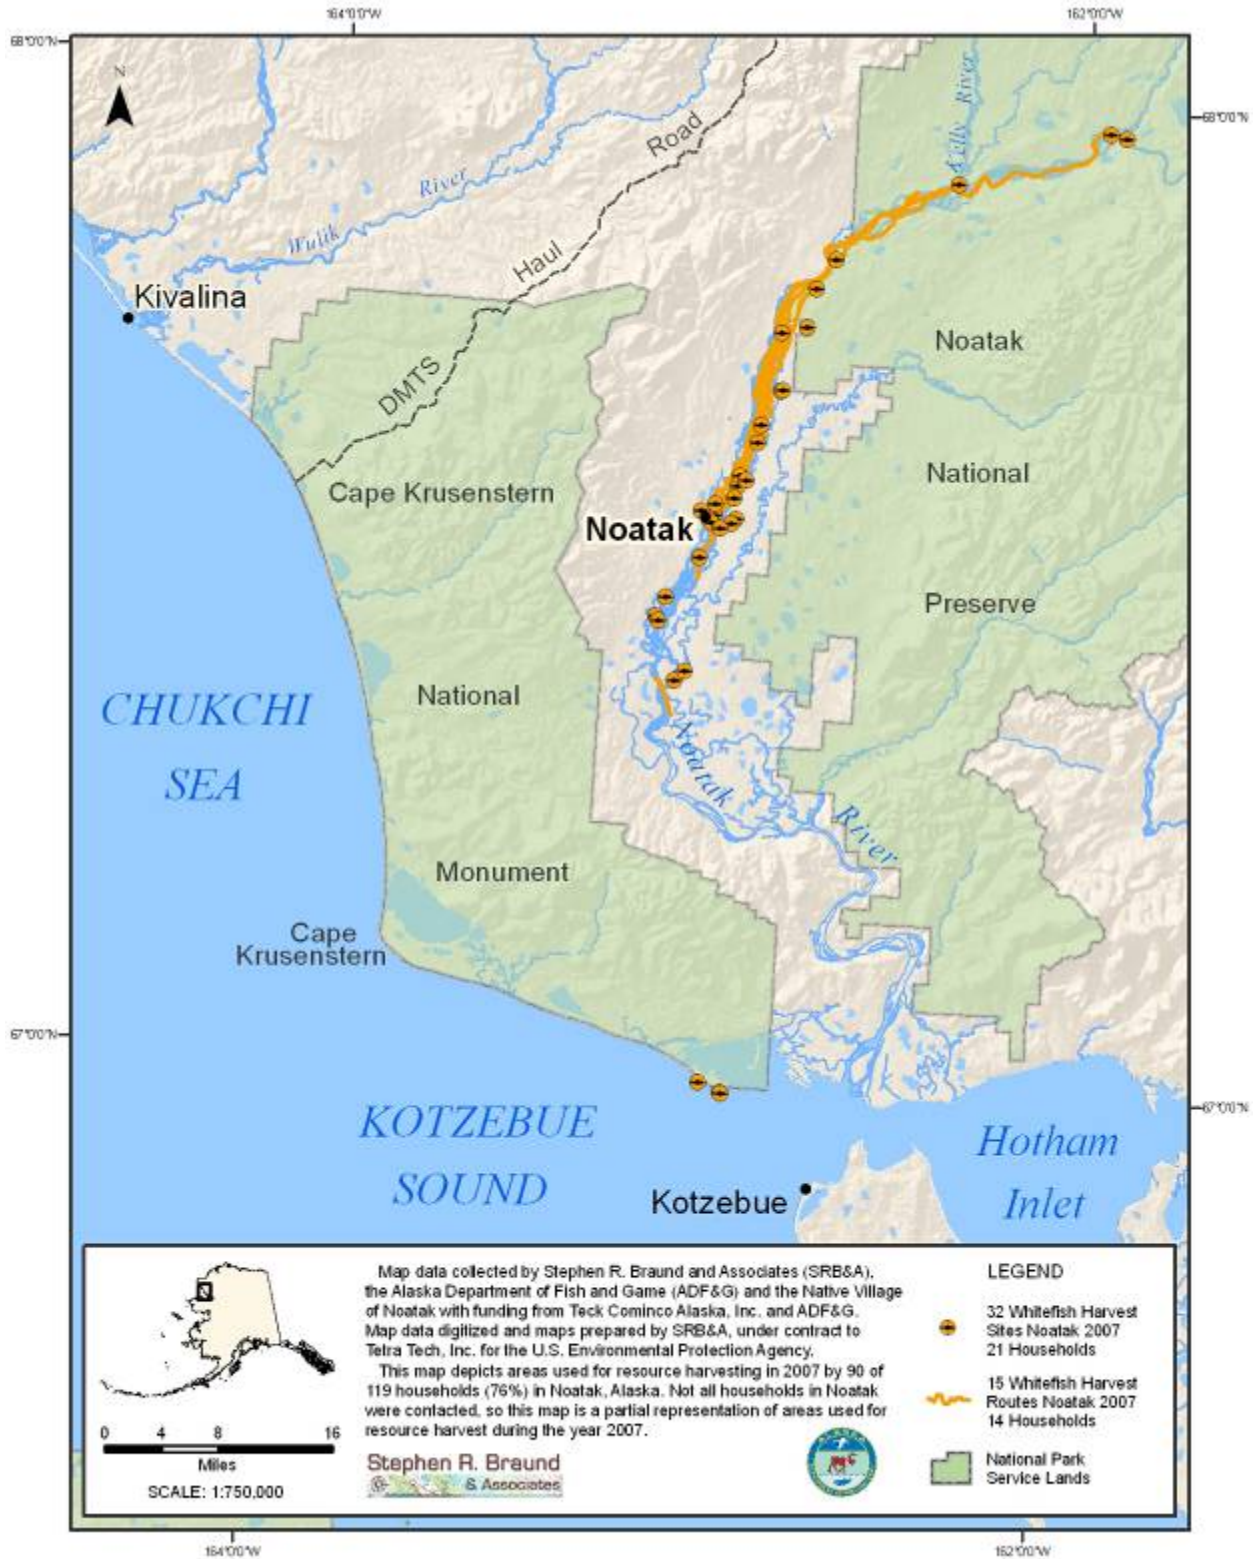 164°0'0"W
162°0'0"W
68°0'0"N
N
68°0'0"N
Kelly River
Road
Wulik River
Haul
Kivalina
DMTS
Noatak
Cape Krusenstern
National
Noatak
Preserve
CHUKCHI
SEA
National
Noatak River
Monument
Cape
Krusenstern
67°0'0"N
67°0'0"N
KOTZEBUE
SOUND
Hotham
Inlet
Kotzebue
Map data collected by Stephen R. Braund and Associates (SRB&A),
the Alaska Department of Fish and Game (ADF&G) and the Native Village
of Noatak with funding from Teck Cominco Alaska, Inc. and ADF&G.
Map data digitized and maps prepared by SRB&A, under contract to
Tetra Tech, Inc. for the U.S. Environmental Protection Agency.
This map depicts areas used for resource harvesting in 2007 by 90 of
119 households (76%) in Noatak, Alaska. Not all households in Noatak
were contacted, so this map is a partial representation of areas used for
resource harvest during the year 2007.
LEGEND
32 Whitefish Harvest
Sites Noatak 2007
21 Households
15 Whitefish Harvest
Routes Noatak 2007
14 Households
National Park
Service Lands
0 4 8 16
Miles
SCALE: 1:750,000
Stephen R. Braund
& Associates
ALASKA
164°0'0"W
162°0'0"W